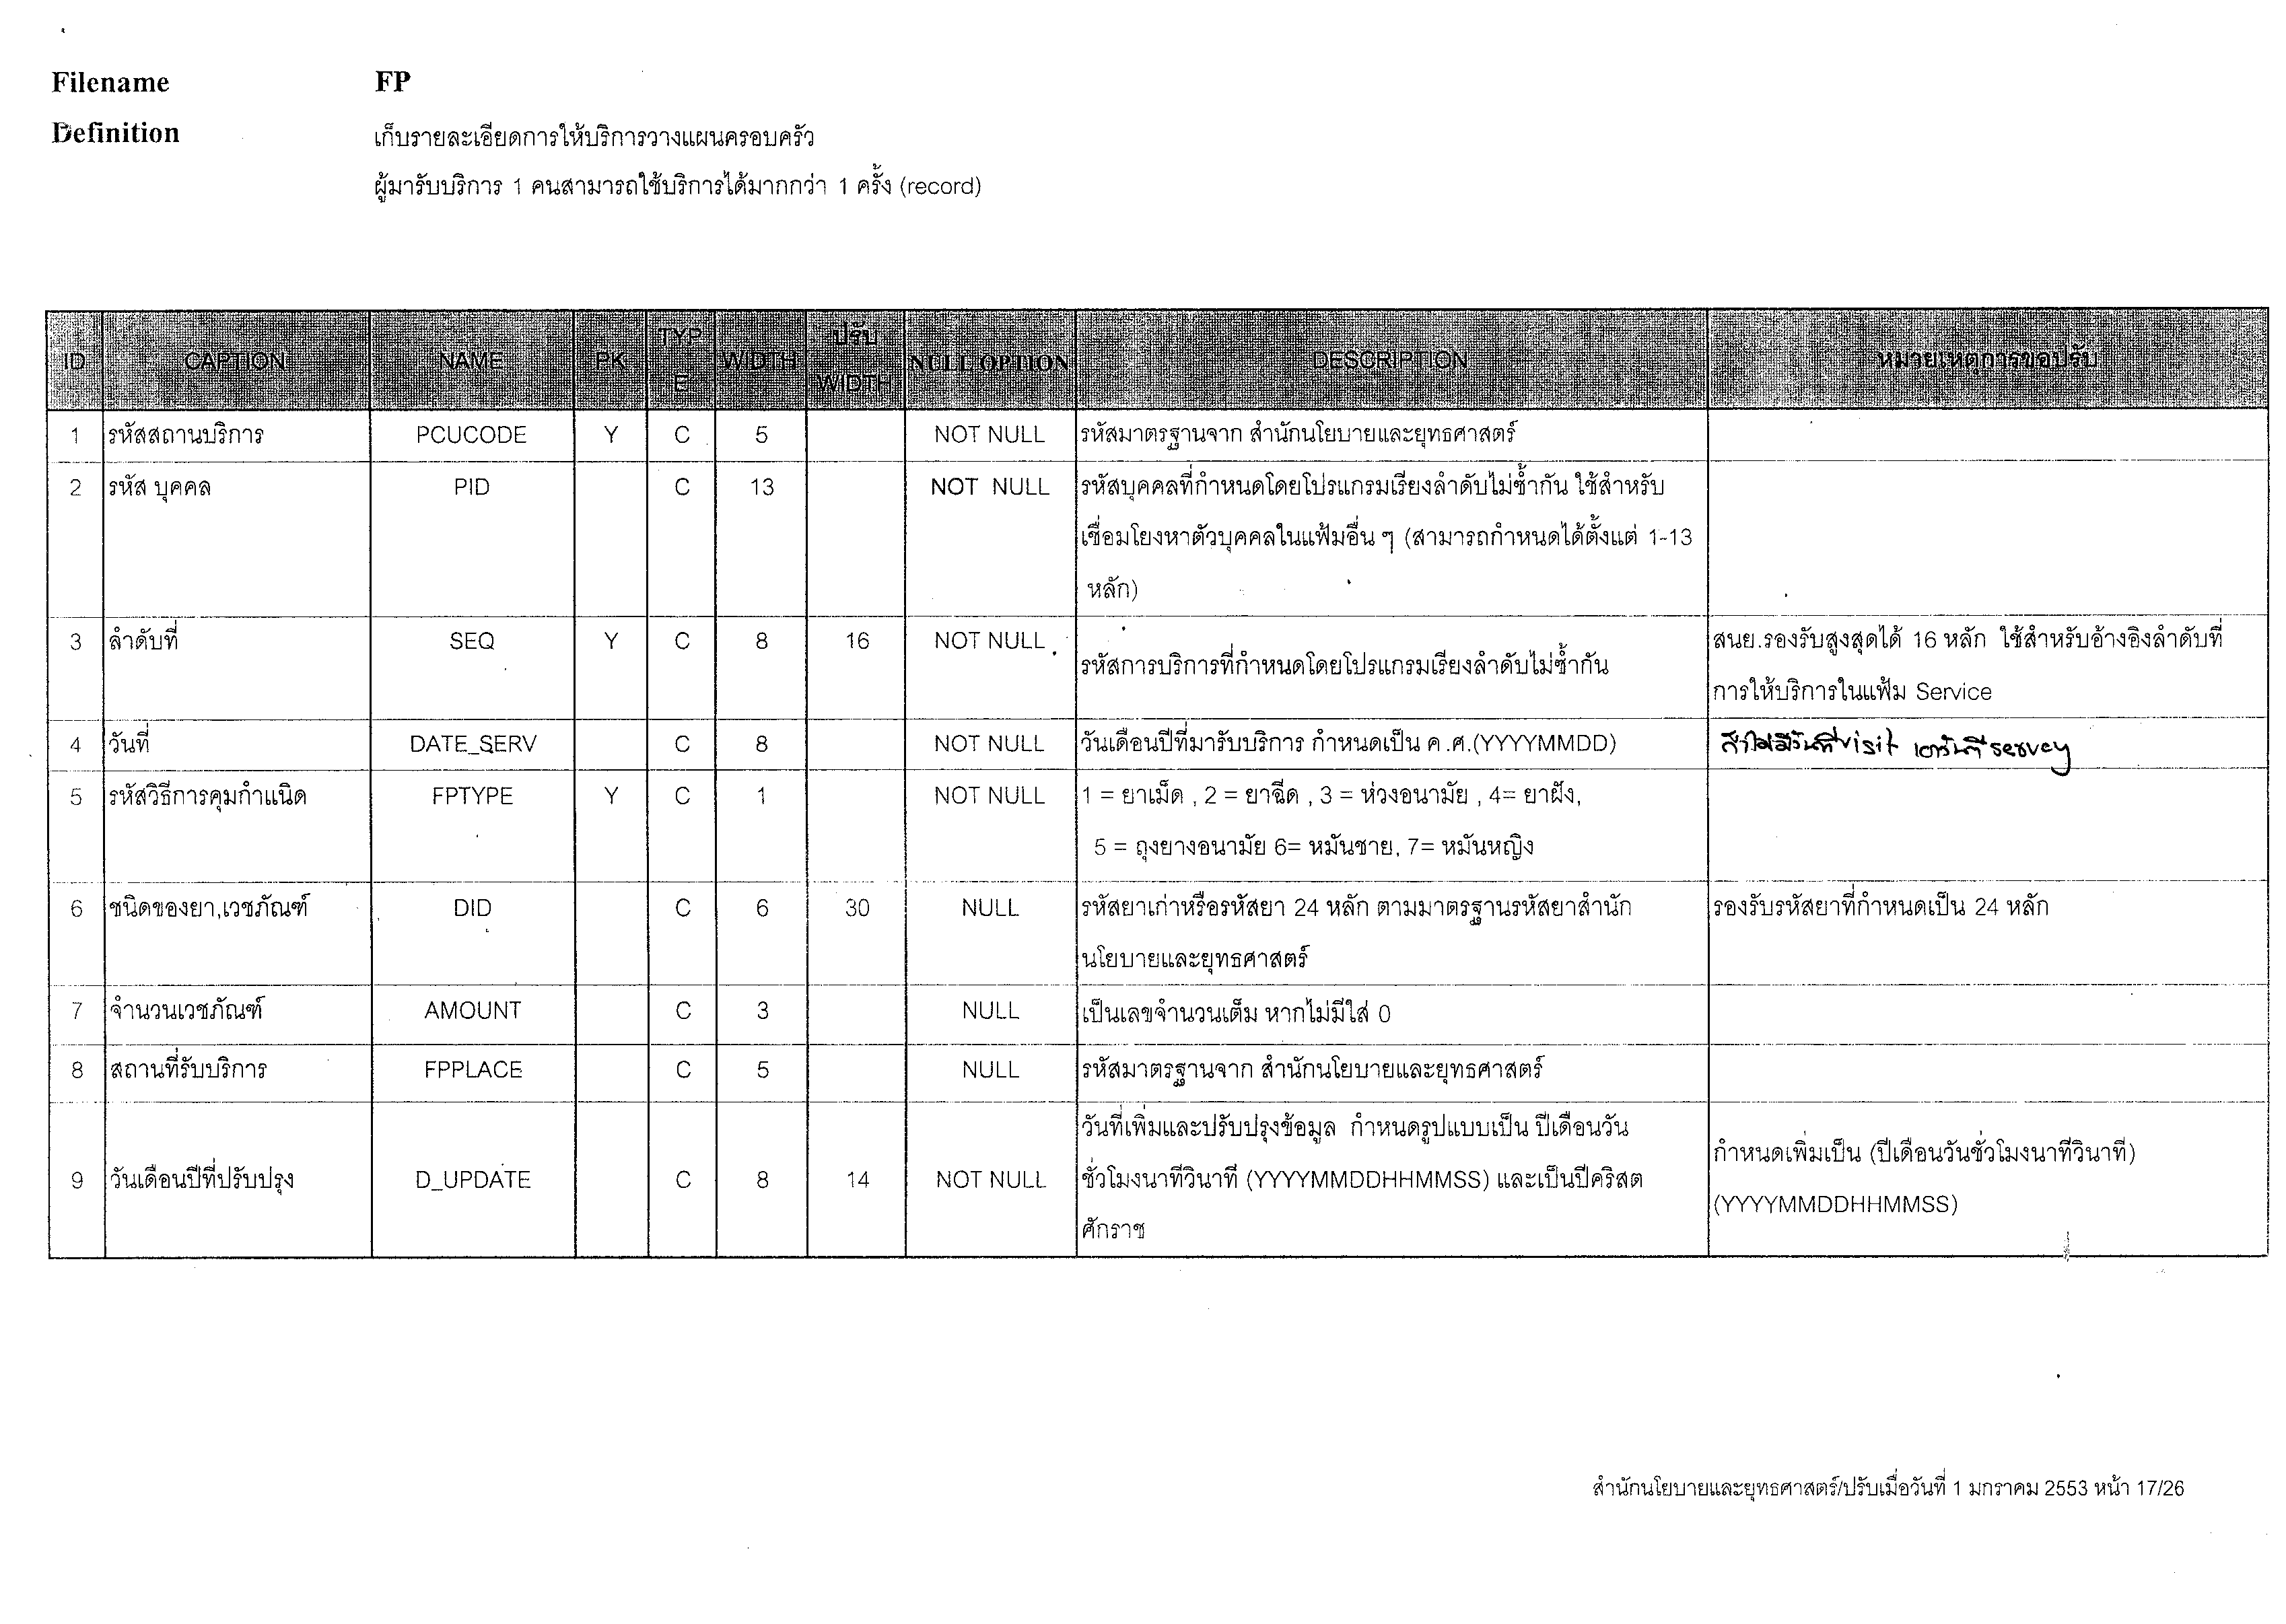 Filename FP
Definition เก็บรายละเอียดการให้บริการวางแผนครอบครัว
ผู้มารับบริการ 1 คนสามารถใช้บริการได้มากกว่า 1 ครั้ง (record)
ID CAPTION NAME PK TYPE WIDTH ปรับ WIDTH NULL OPTION DESCRIPTION หมายเหตุการขอปรับ
1 รหัสสถานบริการ PCUCODE Y C 5 NOT NULL รหัสมาตรฐานจาก สำนักนโยบายและยุทธศาสตร์
2 รหัส บุคคล PID C 13 NOT NULL รหัสบุคคลที่กำหนดโดยโปรแกรมเรียงลำดับไม่ซ้ำกัน ใช้สำหรับ
เชื่อมโยงหาตัวบุคคลในแฟ้มอื่น ๆ (สามารถกำหนดได้ตั้งแต่ 1-13
หลัก)
3 ลำดับที่ SEQ Y C 8 16 NOT NULL รหัสการบริการที่กำหนดโดยโปรแกรมเรียงลำดับไม่ซ้ำกัน
สนย.รองรับสูงสุดได้ 16 หลัก ใช้สำหรับอ้างอิงลำดับที่
การให้บริการในแฟ้ม Service
4 วันที่ DATE_SERV C 8 NOT NULL วันเดือนปีที่มารับบริการ กำหนดเป็น ค .ศ.(YYYYMMDD) ถ้าไม่มีวันที่visit เอาวันที่servey
5 รหัสวิธีการคุมกำเนิด FPTYPE Y C 1 NOT NULL 1 = ยาเม็ด , 2 = ยาฉีด , 3 = ห่วงอนามัย , 4= ยาฝัง,
5 = ถุงยางอนามัย 6= หมันชาย, 7= หมันหญิง
6 ชนิดของยา,เวชภัณฑ์ DID C 6 30 NULL รหัสยาเก่าหรือรหัสยา 24 หลัก ตามมาตรฐานรหัสยาสำนัก รองรับรหัสยาที่กำหนดเป็น 24 หลัก
นโยบายและยุทธศาสตร์
7 จำนวนเวชภัณฑ์ AMOUNT C 3 NULL เป็นเลขจำนวนเต็ม หากไม่มีใส่ 0
8 สถานที่รับบริการ FPPLACE C 5 NULL รหัสมาตรฐานจาก สำนักนโยบายและยุทธศาสตร์
9 วันเดือนปีที่ปรับปรุง D_UPDATE C 8 14 NOT NULL วันที่เพิ่มและปรับปรุงข้อมูล กำหนดรูปแบบเป็น ปีเดือนวัน
ชั่วโมงนาทีวินาที (YYYYMMDDHHMMSS) และเป็นปีคริสต
ศักราช
กำหนดเพิ่มเป็น (ปีเดือนวันชั่วโมงนาทีวินาที)
(YYYYMMDDHHMMSS)
สำนักนโยบายและยุทธศาสตร์/ปรับเมื่อวันที่ 1 มกราคม 2553 หน้า 17/26